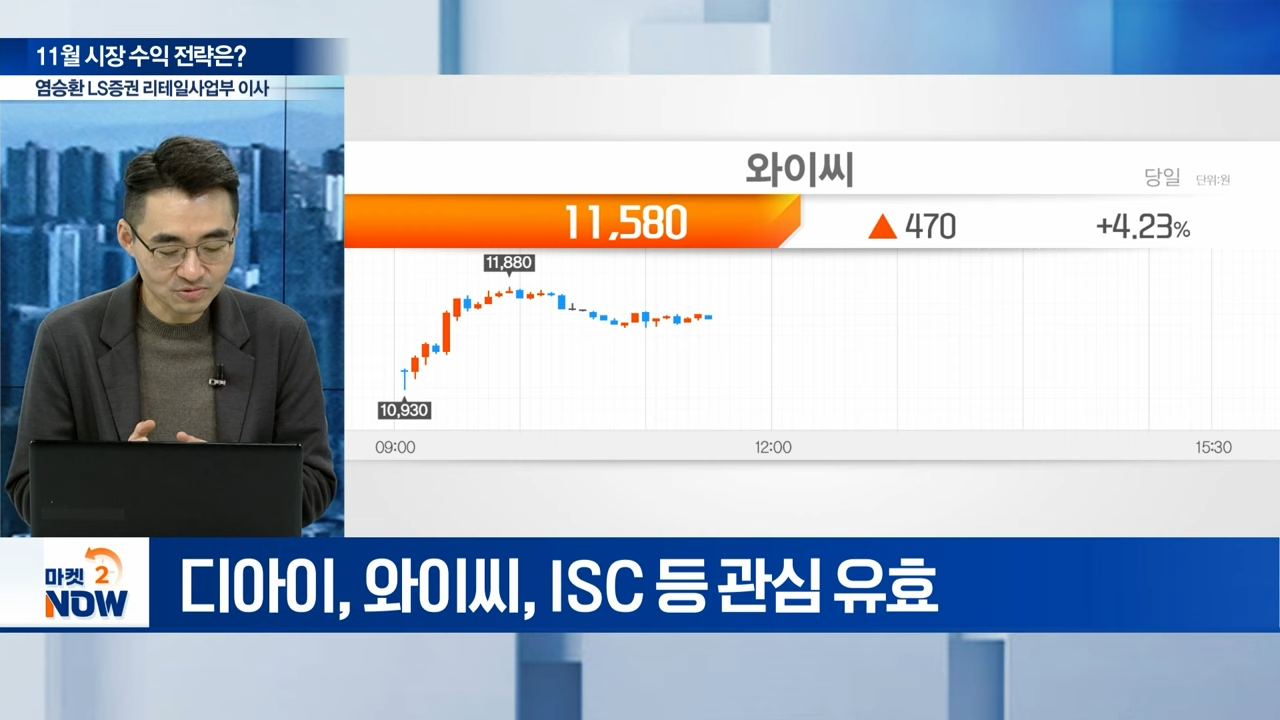 11월 시장 수익 전략은?
염승환 LS증권 리테일사업부 이사
와이씨
당일 단위:원
11,580 ▲ 470 +4.23%
11,880
10,930
09:00 12:00 15:30
마켓 2
NOW
디아이, 와이씨, ISC 등 관심 유효